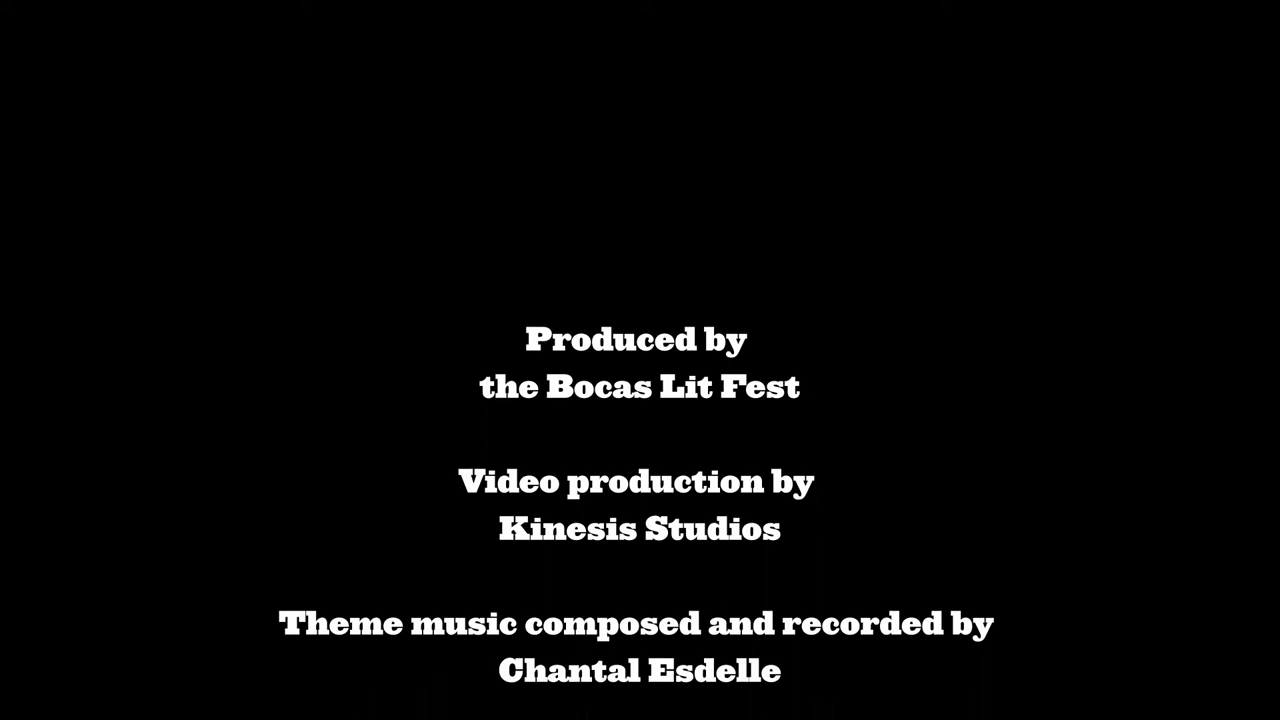 Produced by
the Bocas Lit Fest
Video production by
Kinesis Studios
Theme music composed and recorded by
Chantal Esdelle